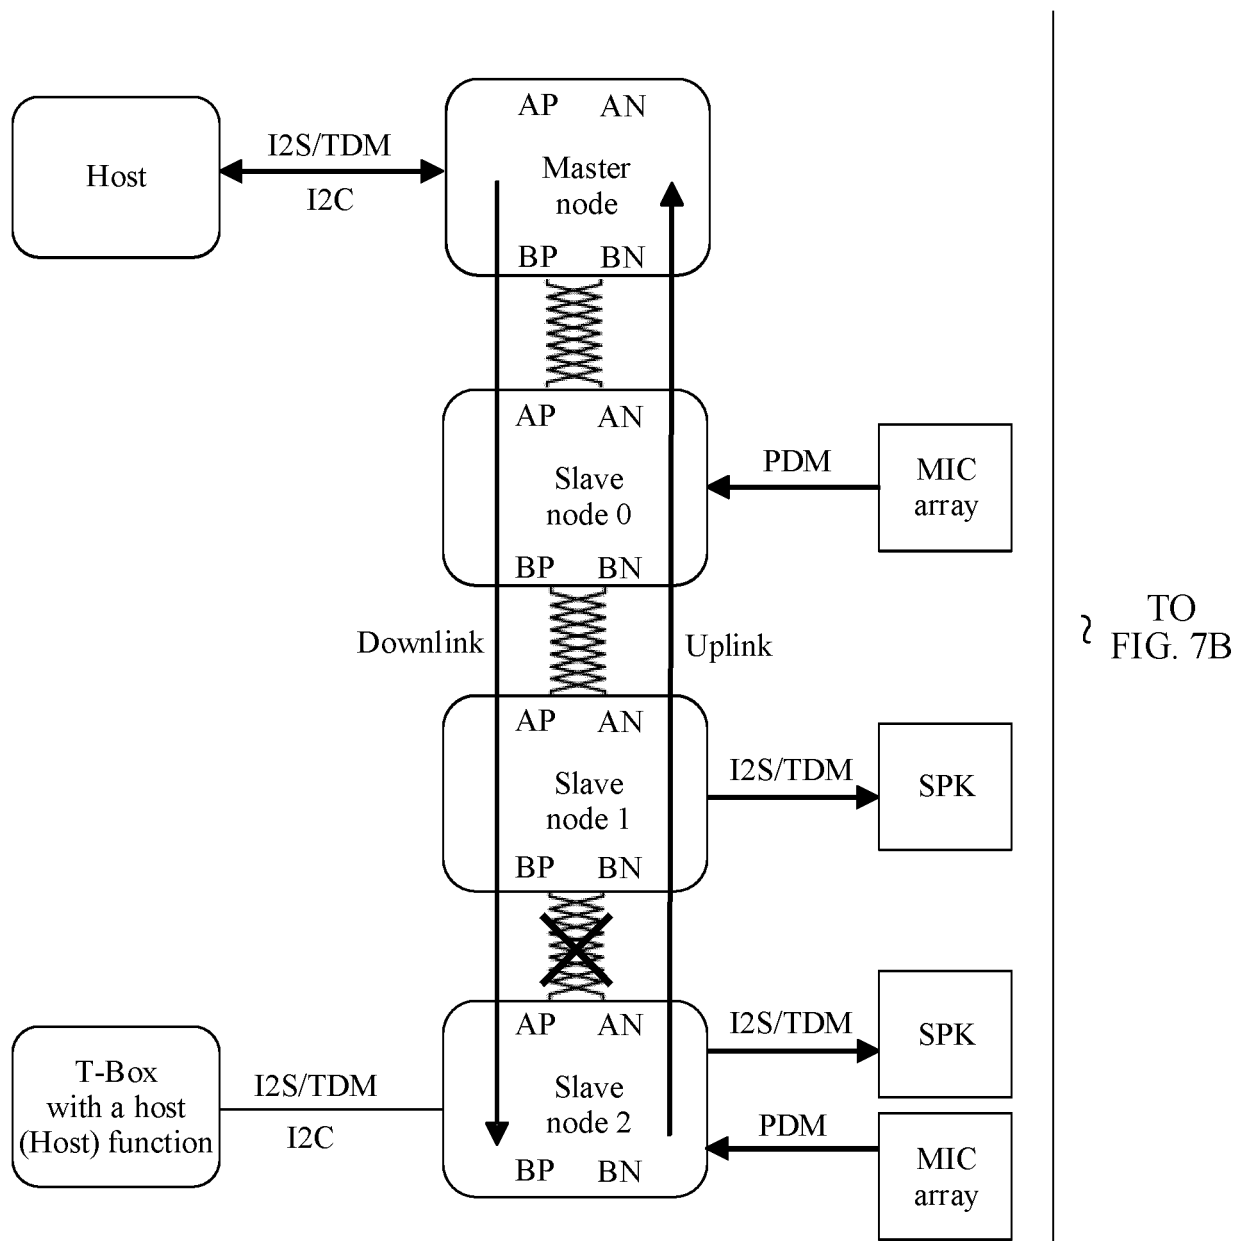 AP AN
Host
I2S/TDM
I2C
Master
node
BP BN
AP AN
Slave
node 0
PDM
MIC
array
BP BN
Downlink
Uplink
TO
FIG. 7B
AP AN
Slave
node 1
I2S/TDM
SPK
BP BN
AP AN
I2S/TDM
SPK
T-Box
with a host
(Host) function
I2S/TDM
I2C
Slave
node 2
PDM
MIC
array
BP BN